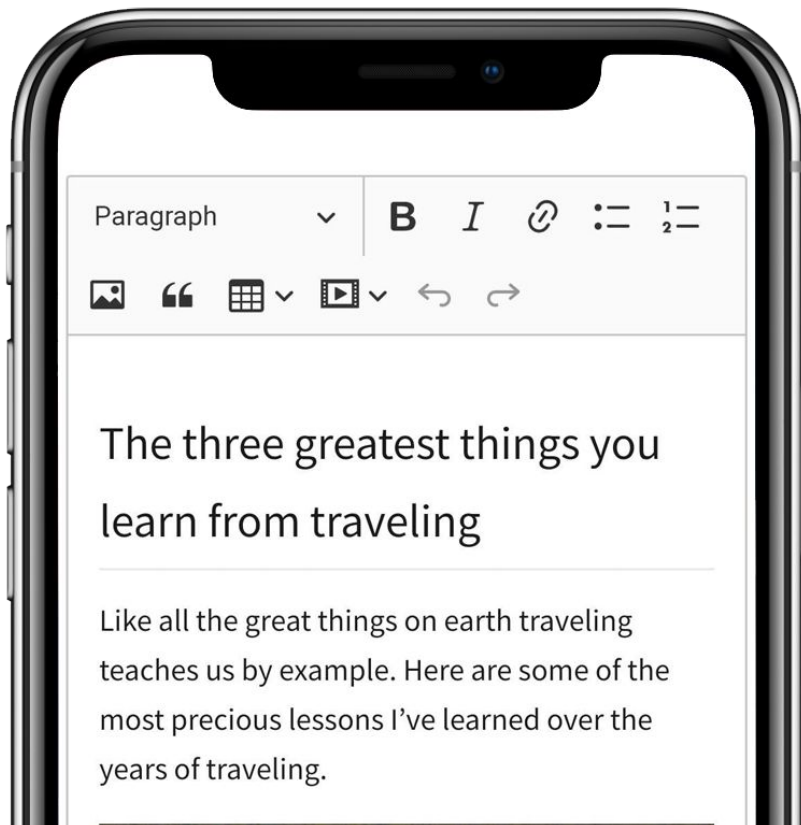 Paragraph
The three greatest things you
learn from traveling
Like all the great things on earth traveling
teaches us by example. Here are some of the
most precious lessons I’ve learned over the
years of traveling.